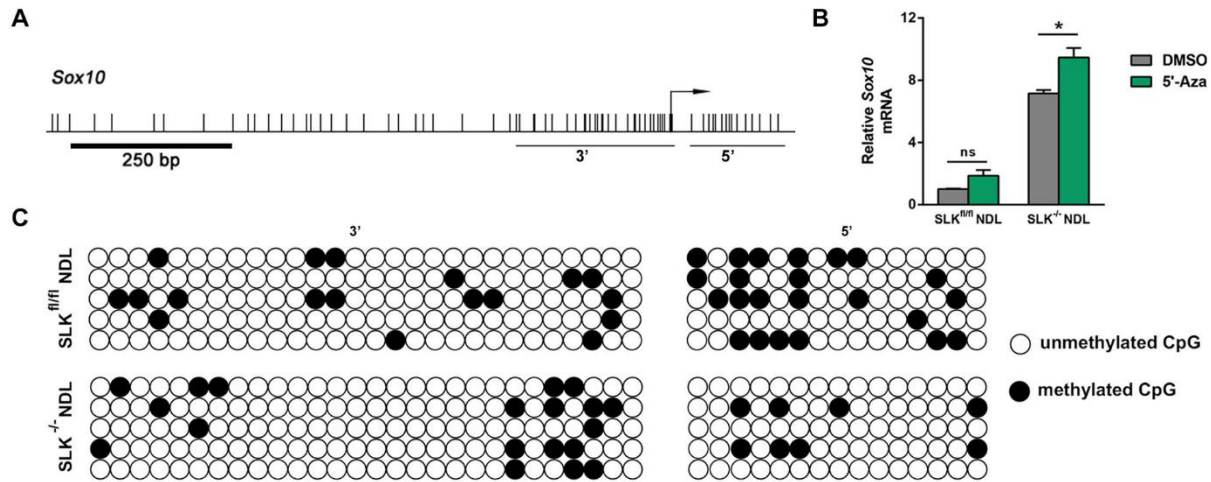 A
Sox10
250 bp
3’
5’
B
Relative Sox10
mRNA
12
8
4
0
ns
*
SLKfl/fl NDL
SLK-/- NDL
DMSO
5'-Aza
C
3’
5’
SLKfl/fl NDL
SLK-/- NDL
unmethylated CpG
methylated CpG